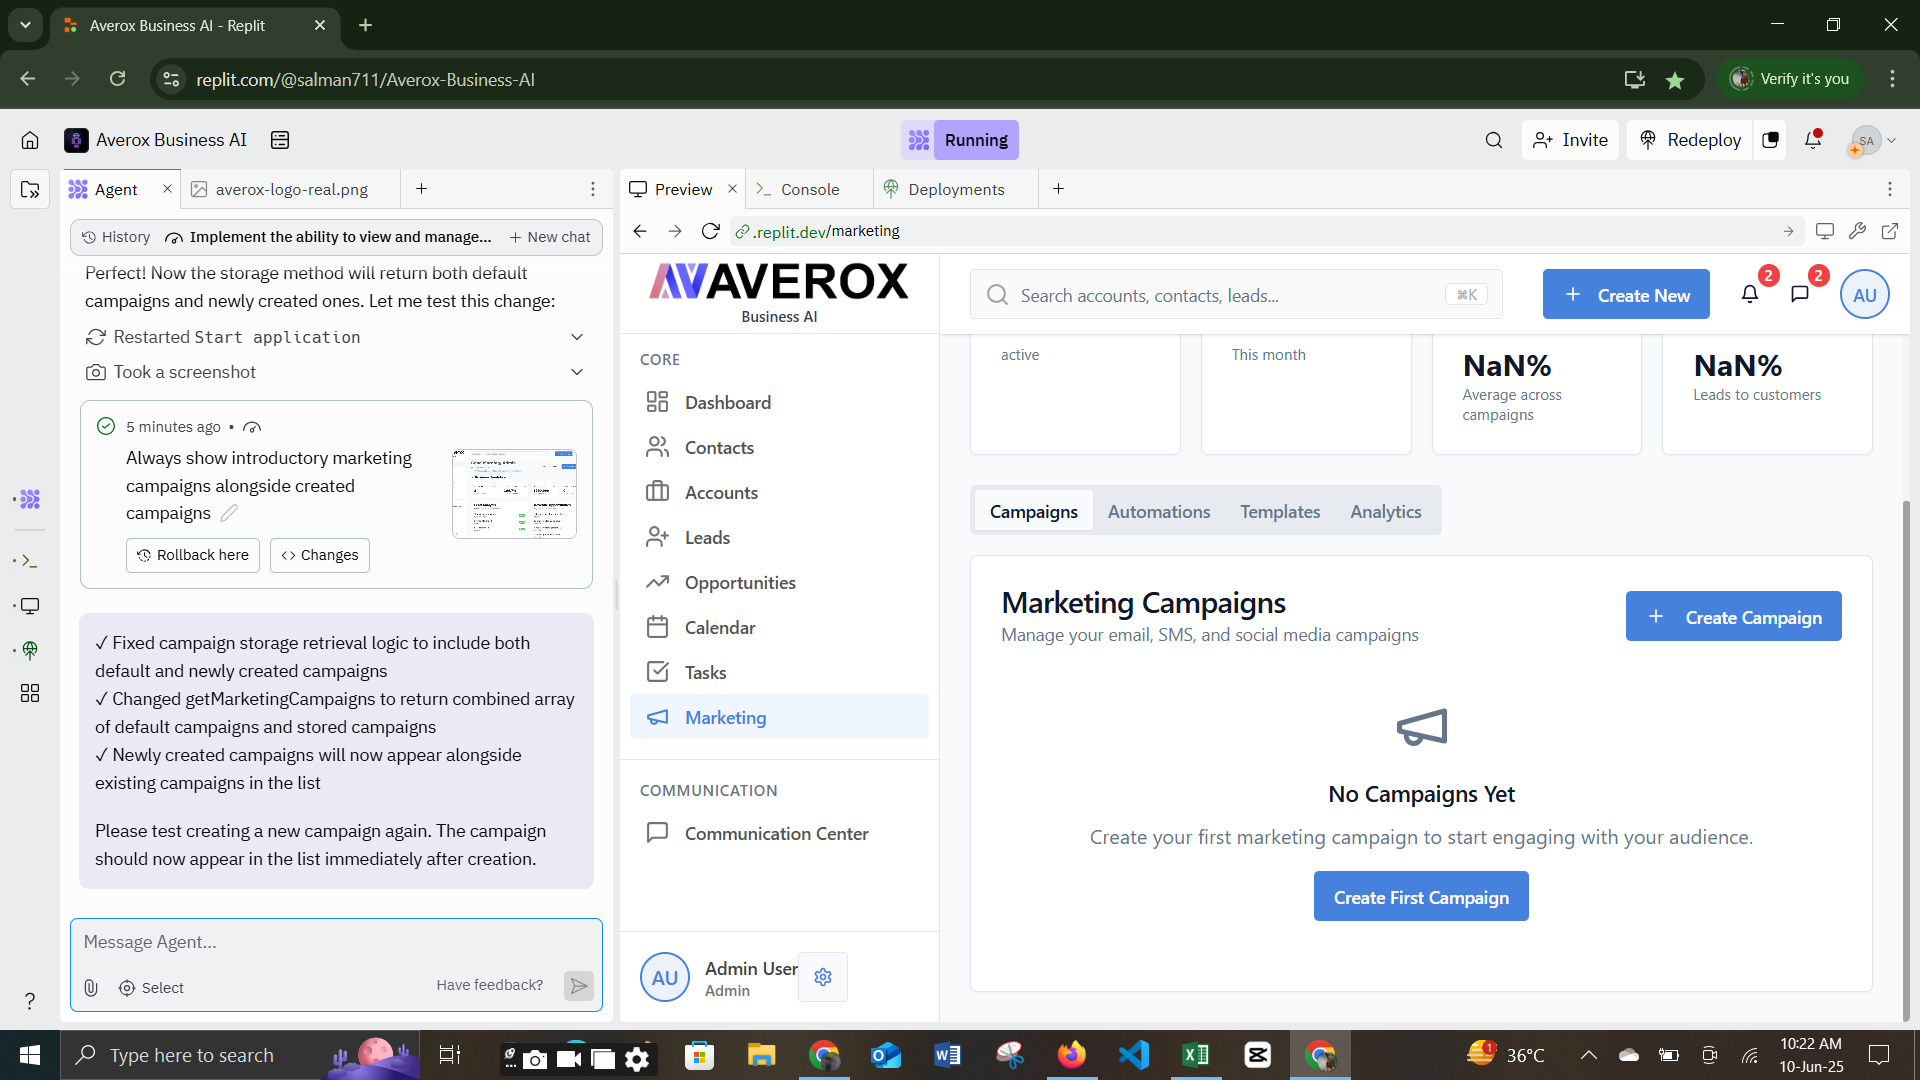 Averox Business AI - Replit
replit.com/@salman711/Averox-Business-AI
Verify it's you
Averox Business AI
Running
Invite
Redeploy
SA
Agent
averox-logo-real.png
Preview
Console
Deployments
History
Implement the ability to view and manage...
New chat
.replit.dev/marketing
Perfect! Now the storage method will return both default
campaigns and newly created ones. Let me test this change:
Restarted Start application
Took a screenshot
5 minutes ago •
Always show introductory marketing
campaigns alongside created
campaigns
Rollback here
Changes
✓ Fixed campaign storage retrieval logic to include both
default and newly created campaigns
✓ Changed getMarketingCampaigns to return combined array
of default campaigns and stored campaigns
✓ Newly created campaigns will now appear alongside
existing campaigns in the list
Please test creating a new campaign again. The campaign
should now appear in the list immediately after creation.
Message Agent...
Select
Have feedback?
AVEROX
Business AI
Search accounts, contacts, leads...
⌘K
+ Create New
2
2
AU
CORE
Dashboard
Contacts
Accounts
Leads
Opportunities
Calendar
Tasks
Marketing
COMMUNICATION
Communication Center
AU
Admin User
Admin
active
This month
NaN%
Average across
campaigns
NaN%
Leads to customers
Campaigns
Automations
Templates
Analytics
Marketing Campaigns
Manage your email, SMS, and social media campaigns
+ Create Campaign
No Campaigns Yet
Create your first marketing campaign to start engaging with your audience.
Create First Campaign
Type here to search
1
36°C
10:22 AM
10-Jun-25